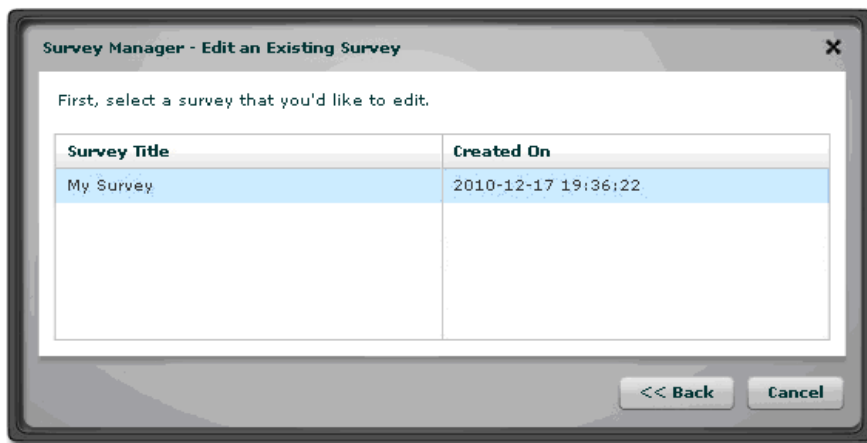 Survey Manager - Edit an Existing Survey
First, select a survey that you'd like to edit.
Survey Title Created On
My Survey 2010-12-17 19:36:22
<< Back Cancel